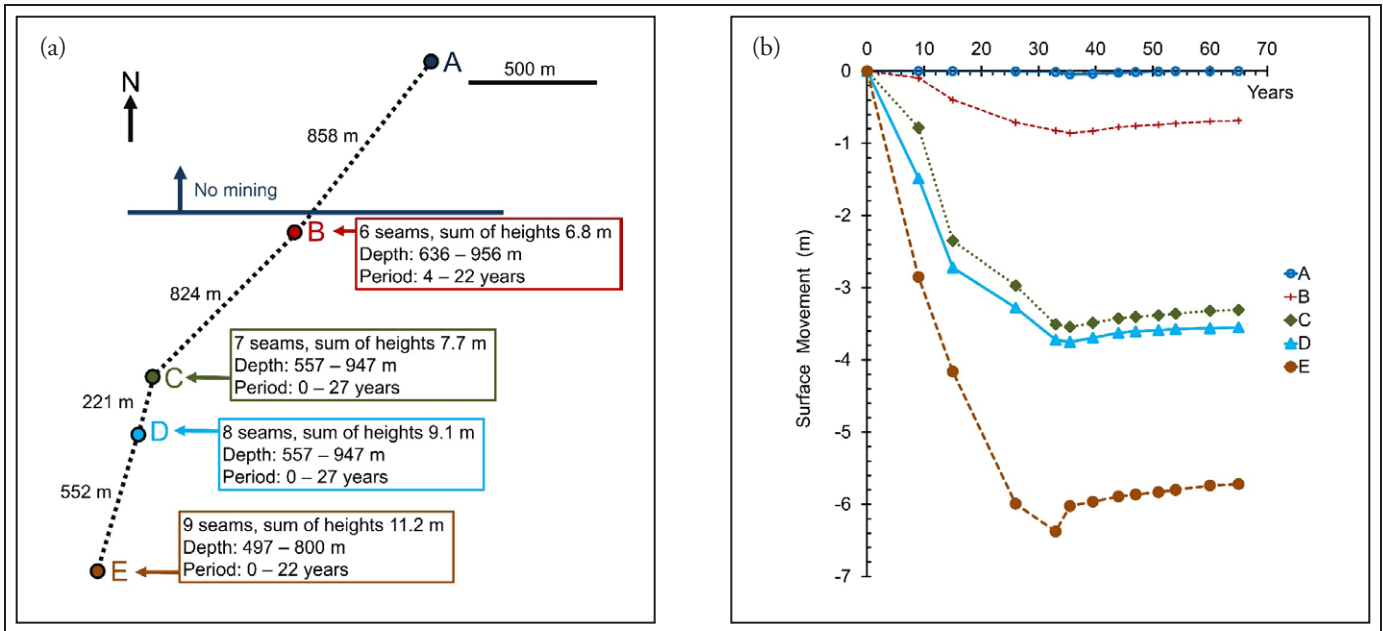 (a)
A
500 m
N
858 m
No mining
B
6 seams, sum of heights 6.8 m
Depth: 636 – 956 m
Period: 4 – 22 years
824 m
7 seams, sum of heights 7.7 m
Depth: 557 – 947 m
Period: 0 – 27 years
C
221 m
D
8 seams, sum of heights 9.1 m
Depth: 557 – 947 m
Period: 0 – 27 years
552 m
9 seams, sum of heights 11.2 m
Depth: 497 – 800 m
Period: 0 – 22 years
E
(b)
0 10 20 30 40 50 60 70
Years
0
-1
-2
-3
-4
-5
-6
-7
Surface Movement (m)
A
B
C
D
E